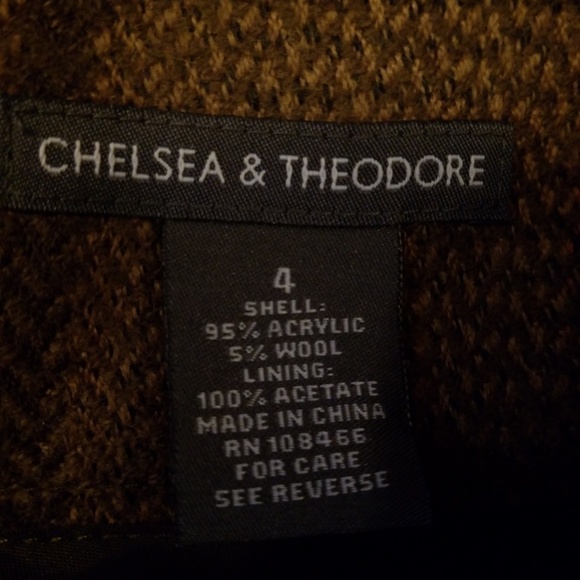 CHELSEA & THEODORE
4
SHELL:
95% ACRYLIC
5% WOOL
LINING:
100% ACETATE
MADE IN CHINA
RN 108466
FOR CARE
SEE REVERSE